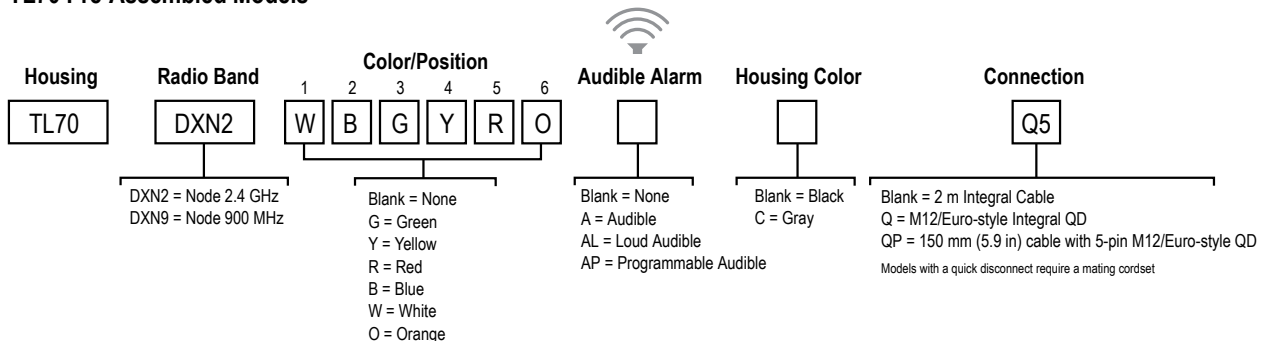 TL70 Pre-Assembled Models
Housing
Radio Band
Color/Position
Audible Alarm
Housing Color
Connection
1 2 3 4 5 6
TL70
DXN2
W B G Y R O
Q5
DXN2 = Node 2.4 GHz
DXN9 = Node 900 MHz
Blank = None
G = Green
Y = Yellow
R = Red
B = Blue
W = White
O = Orange
Blank = None
A = Audible
AL = Loud Audible
AP = Programmable Audible
Blank = Black
C = Gray
Blank = 2 m Integral Cable
Q = M12/Euro-style Integral QD
QP = 150 mm (5.9 in) cable with 5-pin M12/Euro-style QD
Models with a quick disconnect require a mating cordset